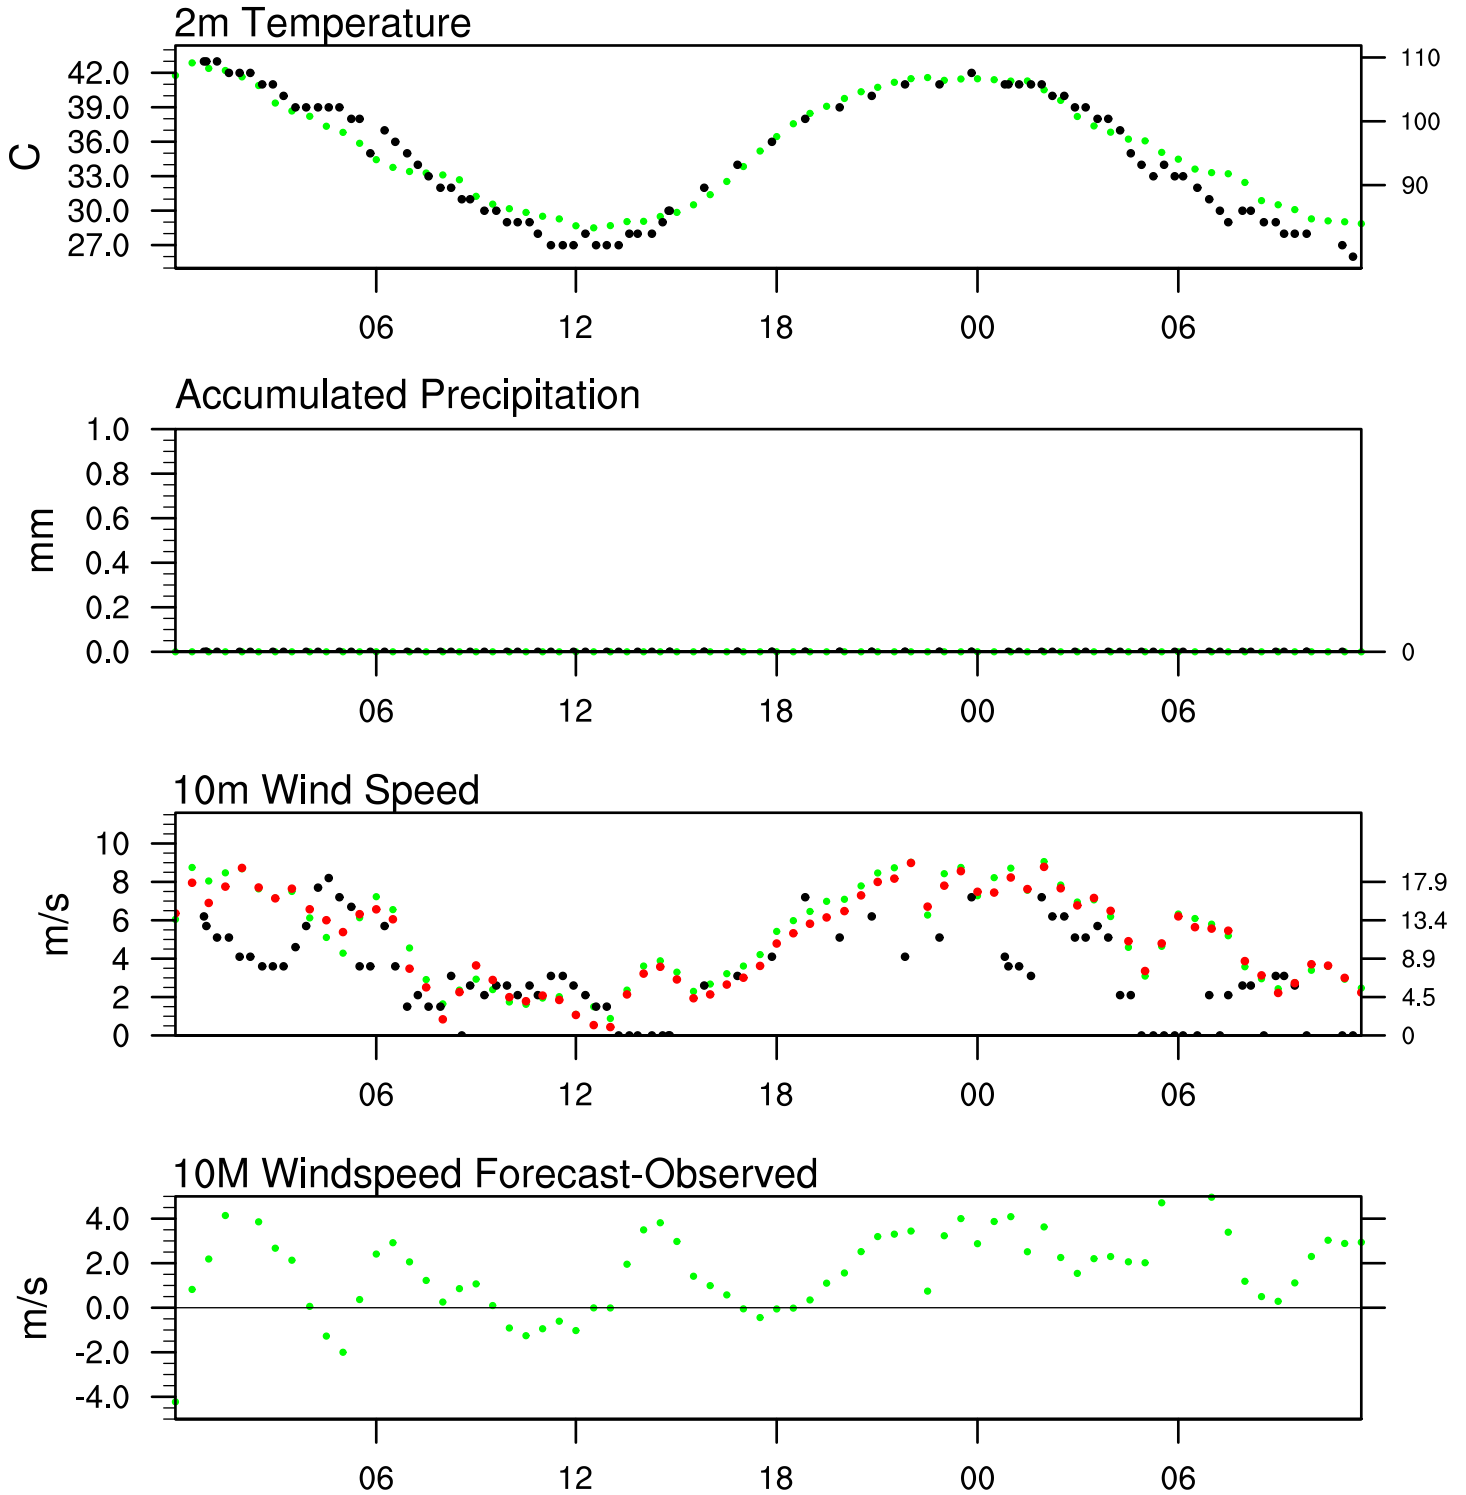 2m Temperature
42.0
39.0
36.0
33.0
30.0
27.0
C
110
100
90
06 12 18 00 06
Accumulated Precipitation
1.0
0.8
0.6
0.4
0.2
0.0
mm
0
06 12 18 00 06
10m Wind Speed
10
8
6
4
2
0
m/s
17.9
13.4
8.9
4.5
0
06 12 18 00 06
10M Windspeed Forecast-Observed
4.0
2.0
0.0
-2.0
-4.0
m/s
06 12 18 00 06